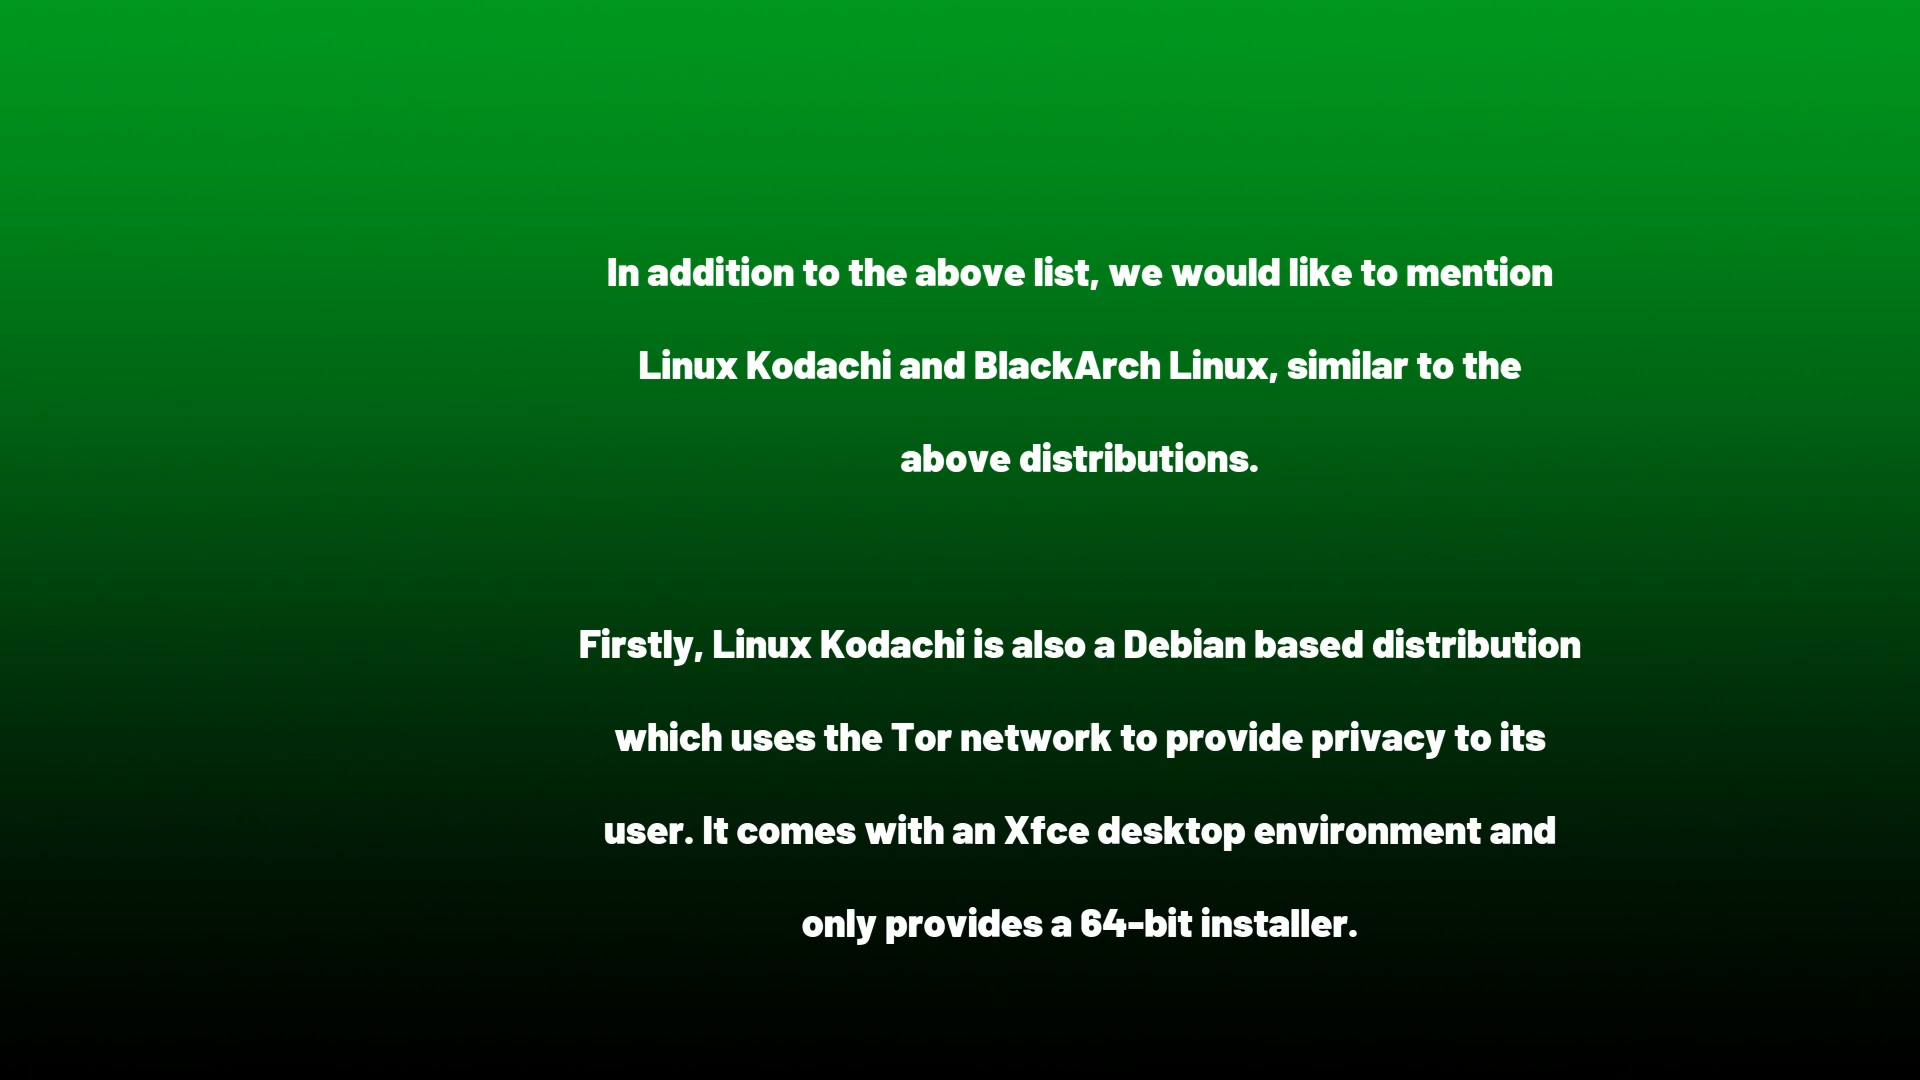 In addition to the above list, we would like to mention
Linux Kodachi and BlackArch Linux, similar to the
above distributions.
Firstly, Linux Kodachi is also a Debian based distribution
which uses the Tor network to provide privacy to its
user. It comes with an Xfce desktop environment and
only provides a 64-bit installer.